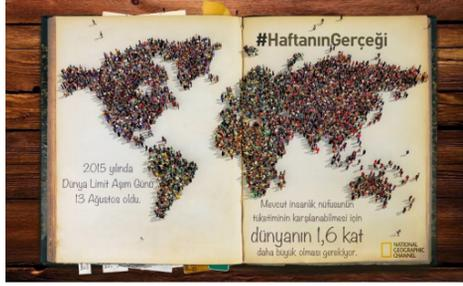 #HaftanınGerçeği
2015 yılında
Dünya Limit Aşım Günü
13 Ağustos oldu.
Mevcut insanlık nüfusunun
tüketiminin karşılanabilmesi için
dünyanın 1,6 kat
daha büyük olması gerekiyor.
NATIONAL
GEOGRAPHIC
CHANNEL